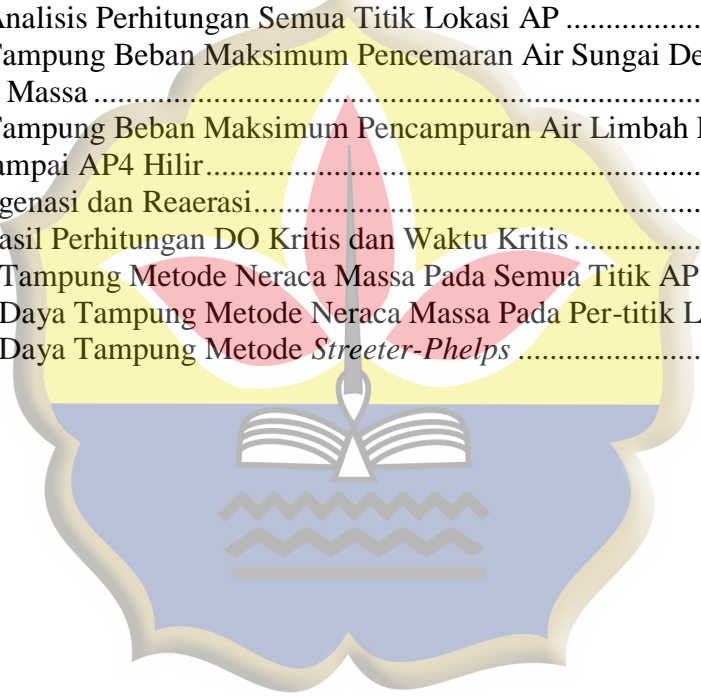 Analisis Perhitungan Semua Titik Lokasi AP ....................
Tampung Beban Maksimum Pencemaran Air Sungai
Massa ....................................................................................
Tampung Beban Maksimum Pencampuran Air Limbah
ampai AP4 Hilir......................................................................
genasi dan Reaerasi................................................................
asil Perhitungan DO Kritis dan Waktu Kritis ..................
Tampung Metode Neraca Massa Pada Semua Titik AP
Daya Tampung Metode Neraca Massa Pada Per-titik
Daya Tampung Metode Streeter-Phelps ..........................